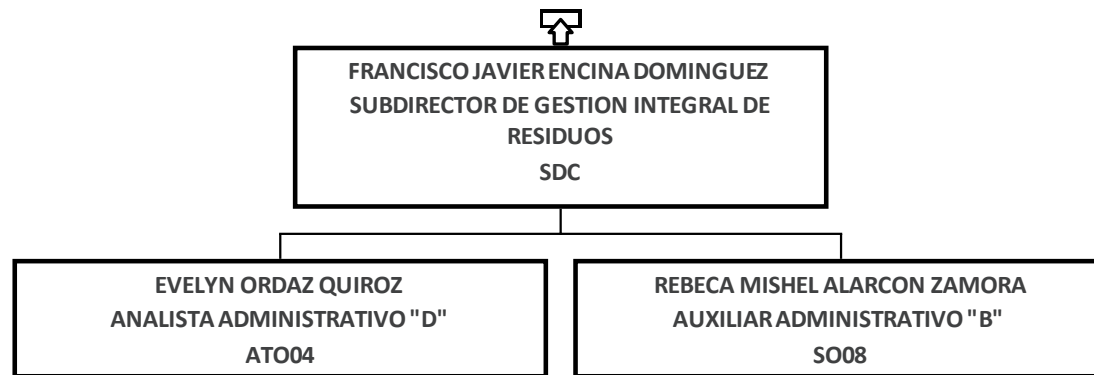 FRANCISCO JAVIER ENCINA DOMINGUEZ
SUBDIRECTOR DE GESTION INTEGRAL DE
RESIDUOS
SDC
EVELYN ORDAZ QUIROZ
ANALISTA ADMINISTRATIVO "D"
ATO04
REBECA MISHEL ALARCON ZAMORA
AUXILIAR ADMINISTRATIVO "B"
SO08